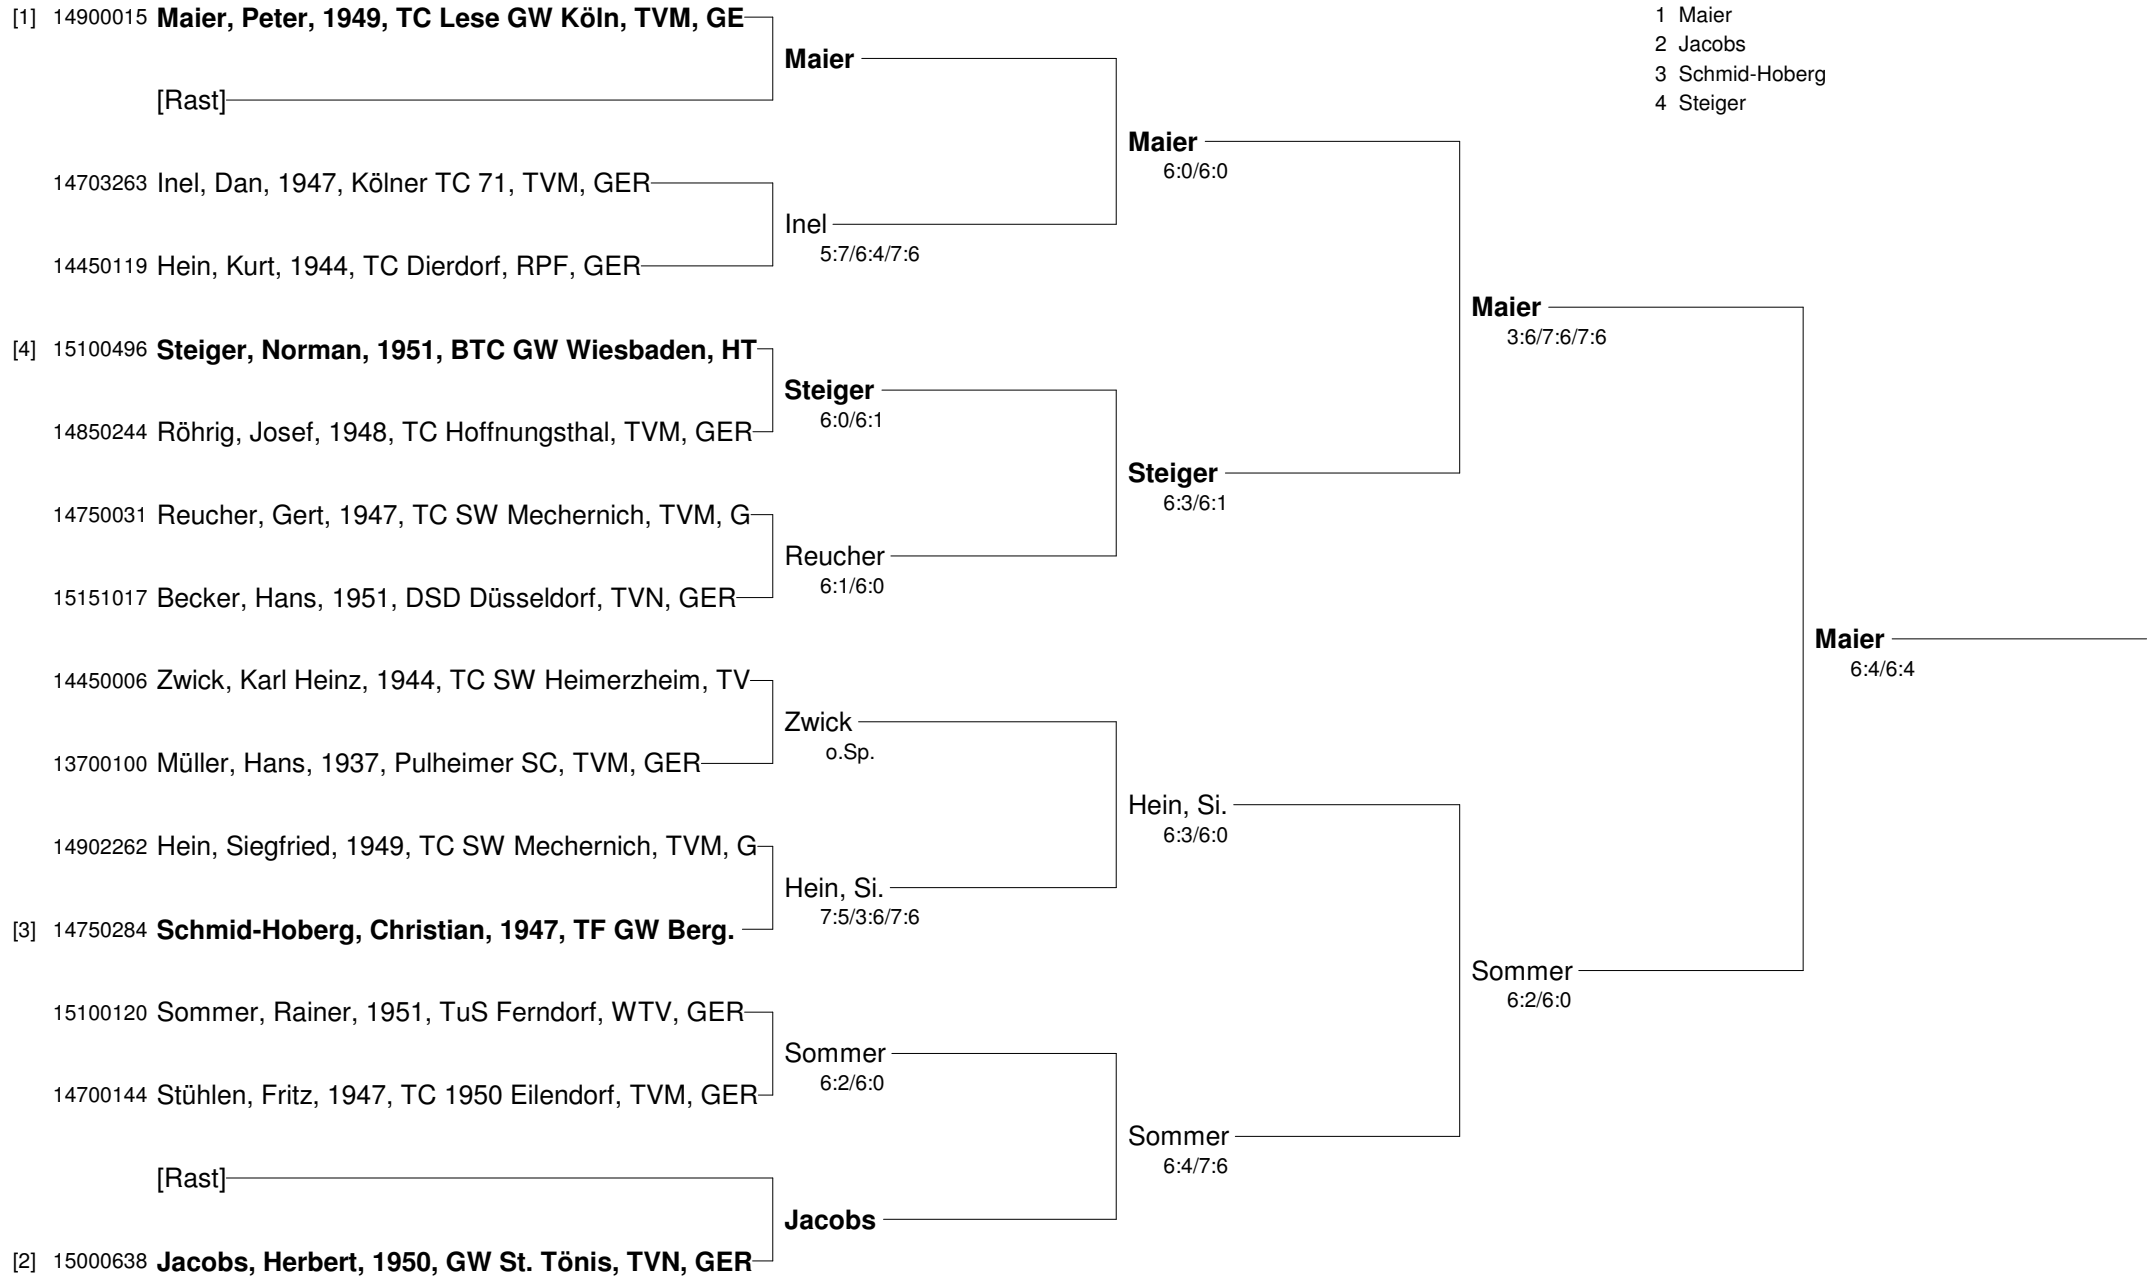 [1] 14900015 Maier, Peter, 1949, TC Lese GW Köln, TVM, GE
[Rast]
14703263 Inel, Dan, 1947, Kölner TC 71, TVM, GER
14450119 Hein, Kurt, 1944, TC Dierdorf, RPF, GER
[4] 15100496 Steiger, Norman, 1951, BTC GW Wiesbaden, HT
14850244 Röhrig, Josef, 1948, TC Hoffnungsthal, TVM, GER
14750031 Reucher, Gert, 1947, TC SW Mechernich, TVM, G
15151017 Becker, Hans, 1951, DSD Düsseldorf, TVN, GER
14450006 Zwick, Karl Heinz, 1944, TC SW Heimerzheim, TV
13700100 Müller, Hans, 1937, Pulheimer SC, TVM, GER
14902262 Hein, Siegfried, 1949, TC SW Mechernich, TVM, G
[3] 14750284 Schmid-Hoberg, Christian, 1947, TF GW Berg.
15100120 Sommer, Rainer, 1951, TuS Ferndorf, WTV, GER
14700144 Stühlen, Fritz, 1947, TC 1950 Eilendorf, TVM, GER
[Rast]
[2] 15000638 Jacobs, Herbert, 1950, GW St. Tönis, TVN, GER
Maier
Inel
5:7/6:4/7:6
Steiger
6:0/6:1
Reucher
6:1/6:0
Zwick
o.Sp.
Hein, Si.
7:5/3:6/7:6
Sommer
6:2/6:0
Jacobs
Maier
6:0/6:0
Steiger
6:3/6:1
Hein, Si.
6:3/6:0
Sommer
6:4/7:6
Maier
3:6/7:6/7:6
Sommer
6:2/6:0
Maier
6:4/6:4
1 Maier
2 Jacobs
3 Schmid-Hoberg
4 Steiger